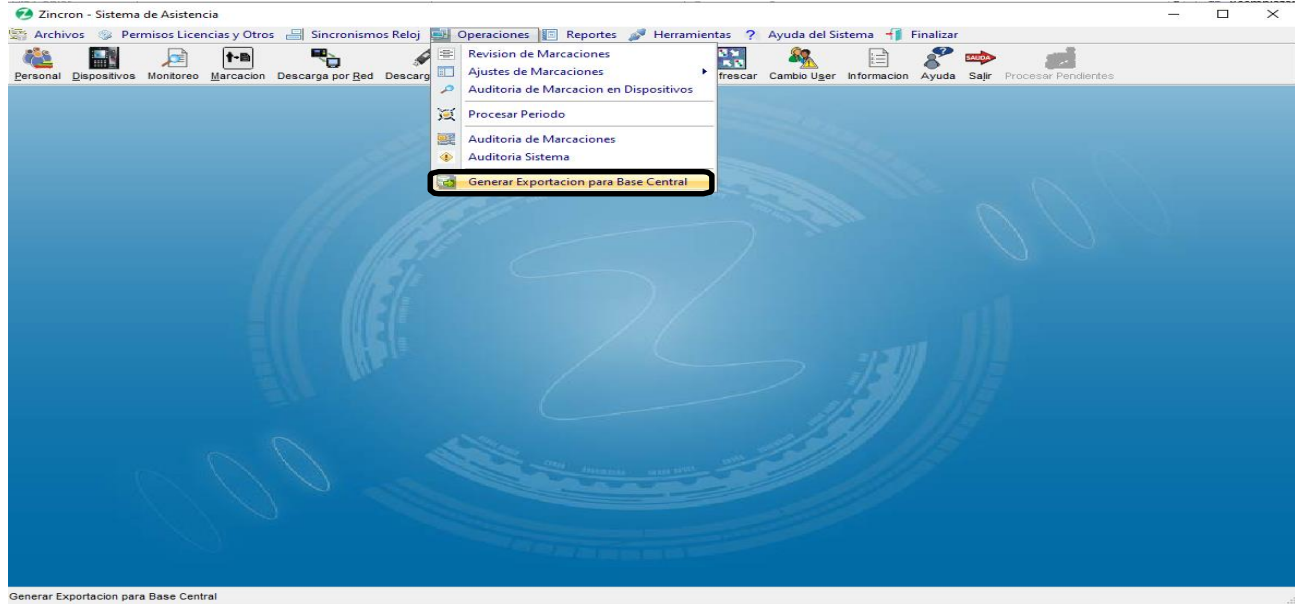 Zincron - Sistema de Asistencia
Archivos Permisos Licencias y Otros Sincronismos Reloj Operaciones Reportes Herramientas ? Ayuda del Sistema Finalizar
Personal Dispositivos Monitoreo Marcacion Descarga por Red Descarg frescar Cambio User Informacion Ayuda Salir Procesar Pendientes
SALIDA
Revision de Marcaciones
Ajustes de Marcaciones
Auditoria de Marcacion en Dispositivos
Procesar Periodo
Auditoria de Marcaciones
Auditoria Sistema
Generar Exportacion para Base Central
Generar Exportacion para Base Central